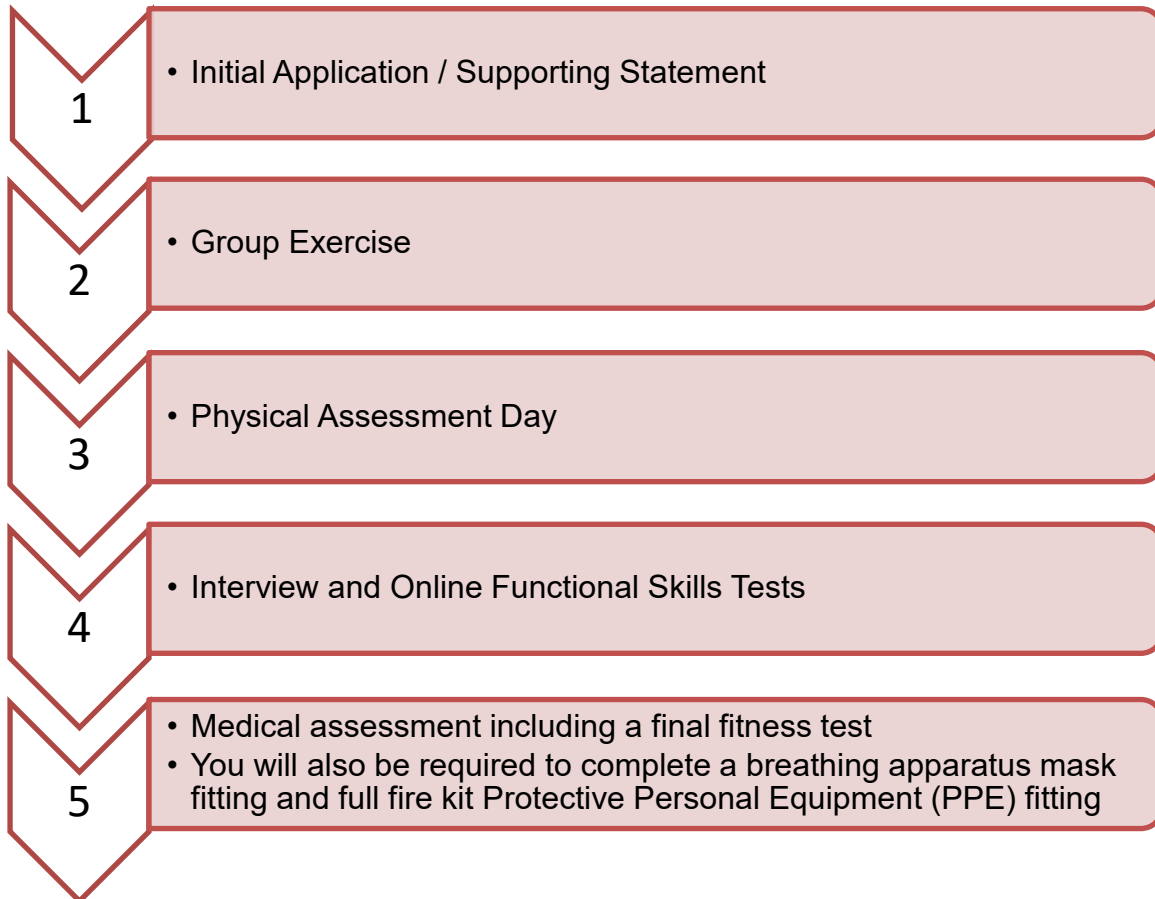 1
• Initial Application / Supporting Statement
2
• Group Exercise
3
• Physical Assessment Day
4
• Interview and Online Functional Skills Tests
5
• Medical assessment including a final fitness test
• You will also be required to complete a breathing apparatus mask
fitting and full fire kit Protective Personal Equipment (PPE) fitting